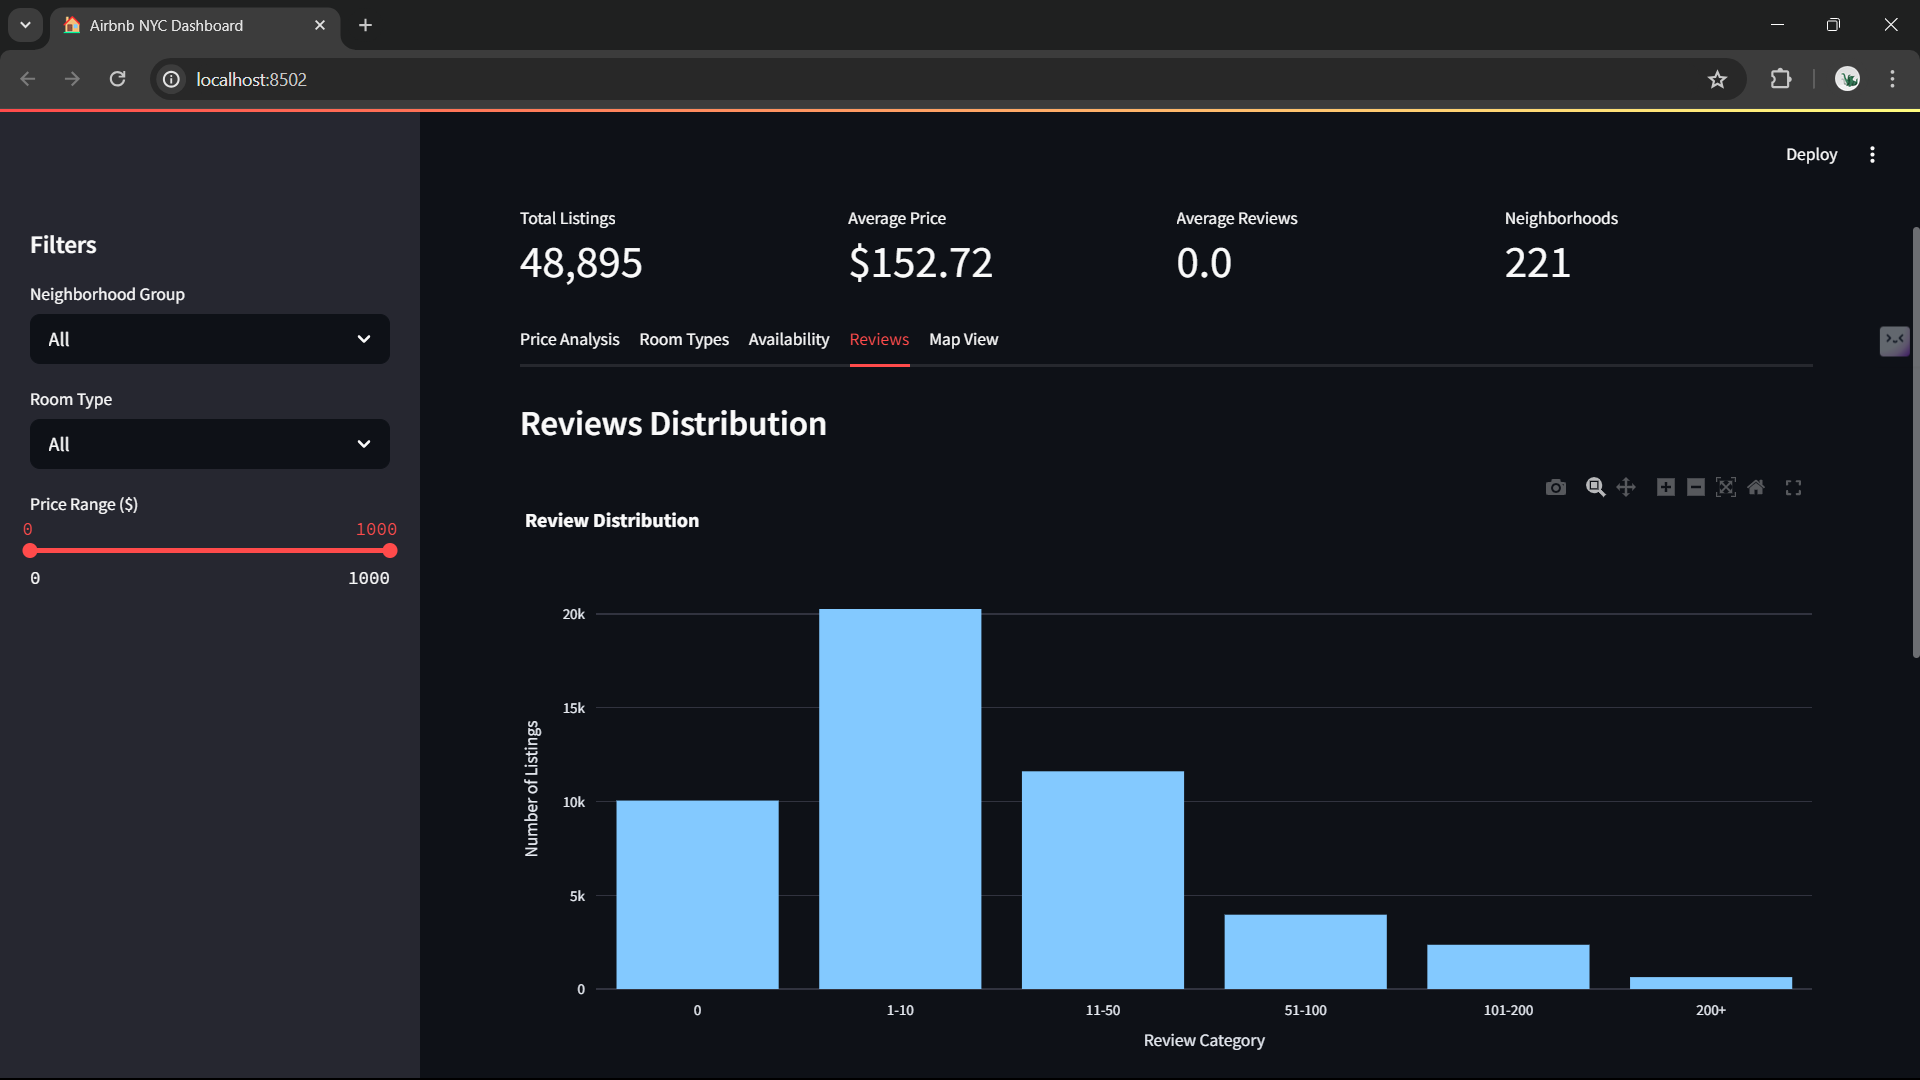 Airbnb NYC Dashboard
localhost:8502
Deploy
Filters
Neighborhood Group
All
Room Type
All
Price Range ($)
0 1000
0 1000
Total Listings Average Price Average Reviews Neighborhoods
48,895 $152.72 0.0 221
Price Analysis Room Types Availability Reviews Map View
Reviews Distribution
Review Distribution
20k
15k
10k
5k
0
Number of Listings
0 1-10 11-50 51-100 101-200 200+
Review Category